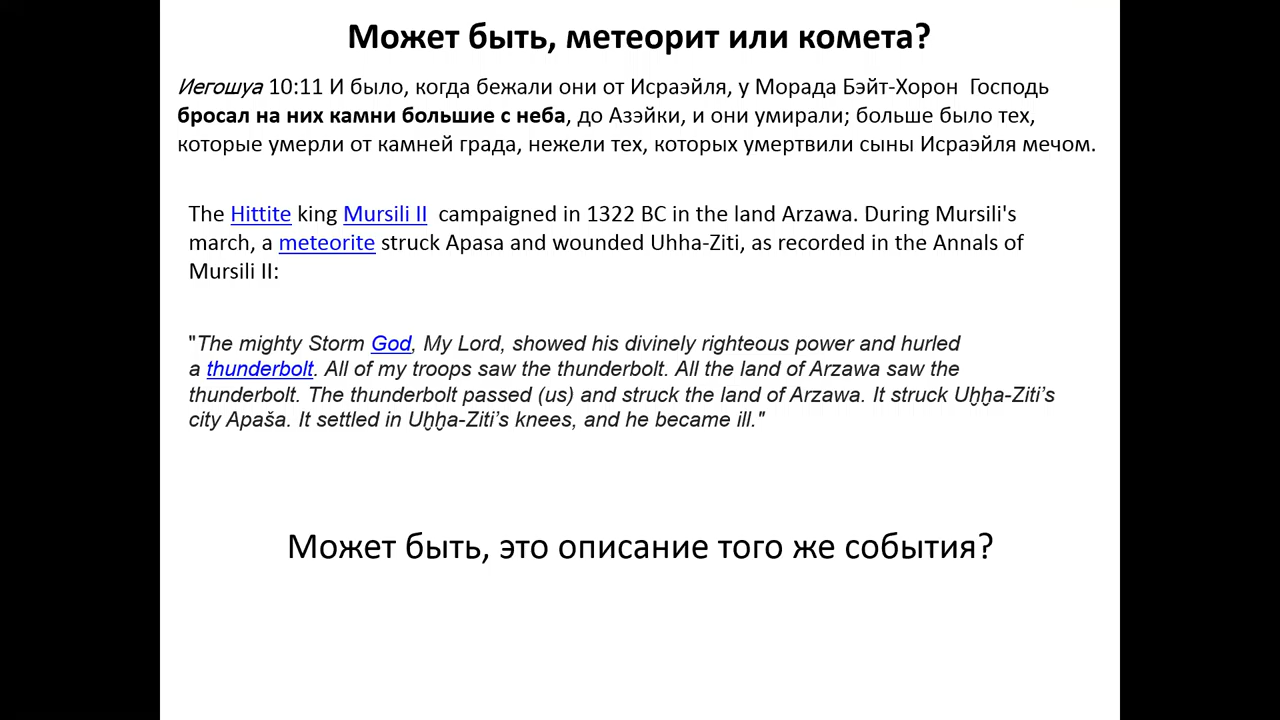 Может быть, метеорит или комета?
Иегошуа 10:11 И было, когда бежали они от Исраэйля, у Морада Бэйт-Хорон Господь
бросал на них камни большие с неба, до Азэйки, и они умирали; больше было тех,
которые умерли от камней града, нежели тех, которых умертвили сыны Исраэйля мечом.
The Hittite king Mursili II campaigned in 1322 BC in the land Arzawa. During Mursili's
march, a meteorite struck Apasa and wounded Uhha-Ziti, as recorded in the Annals of
Mursili II:
"The mighty Storm God, My Lord, showed his divinely righteous power and hurled
a thunderbolt. All of my troops saw the thunderbolt. All the land of Arzawa saw the
thunderbolt. The thunderbolt passed (us) and struck the land of Arzawa. It struck Uḫḫa-Ziti’s
city Apaša. It settled in Uḫḫa-Ziti’s knees, and he became ill."
Может быть, это описание того же события?